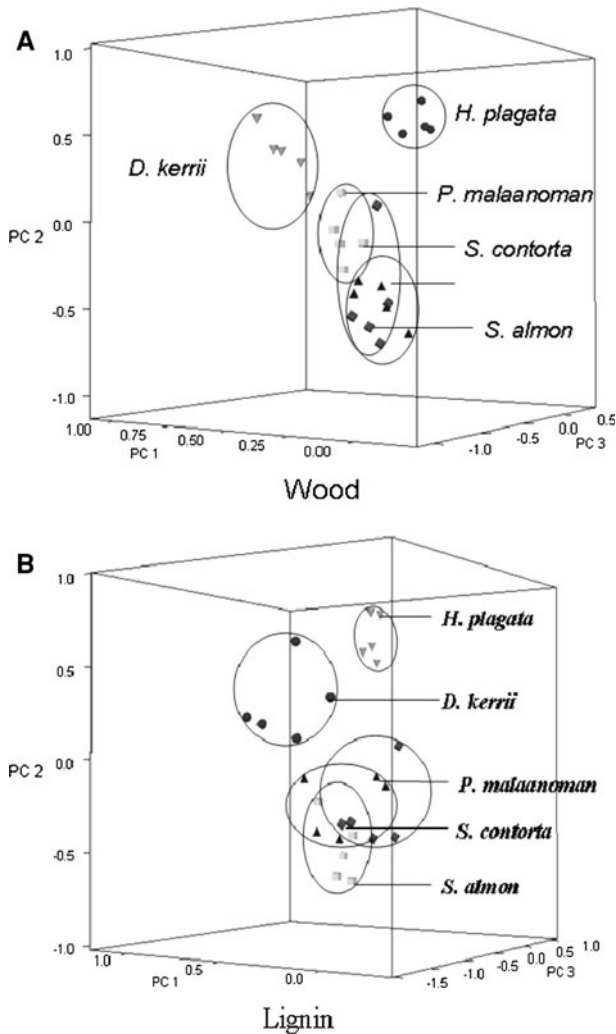 A
1.0
0.5
0.0
-0.5
-1.0
PC 2
D. kerrii
H. plagata
P. malaanoman
S. contorta
S. almon
1.00
0.75
0.50
0.25
0.00
PC 1
-1.0
-0.5
0.0
0.5
PC 3
Wood
B
1.0
0.5
0.0
-0.5
-1.0
PC 2
H. plagata
D. kerrii
P. malaanoman
S. contorta
S. almon
1.0
0.5
0.0
PC 1
-1.5
-1.0
-0.5
0.0
0.5
1.0
PC 3
Lignin